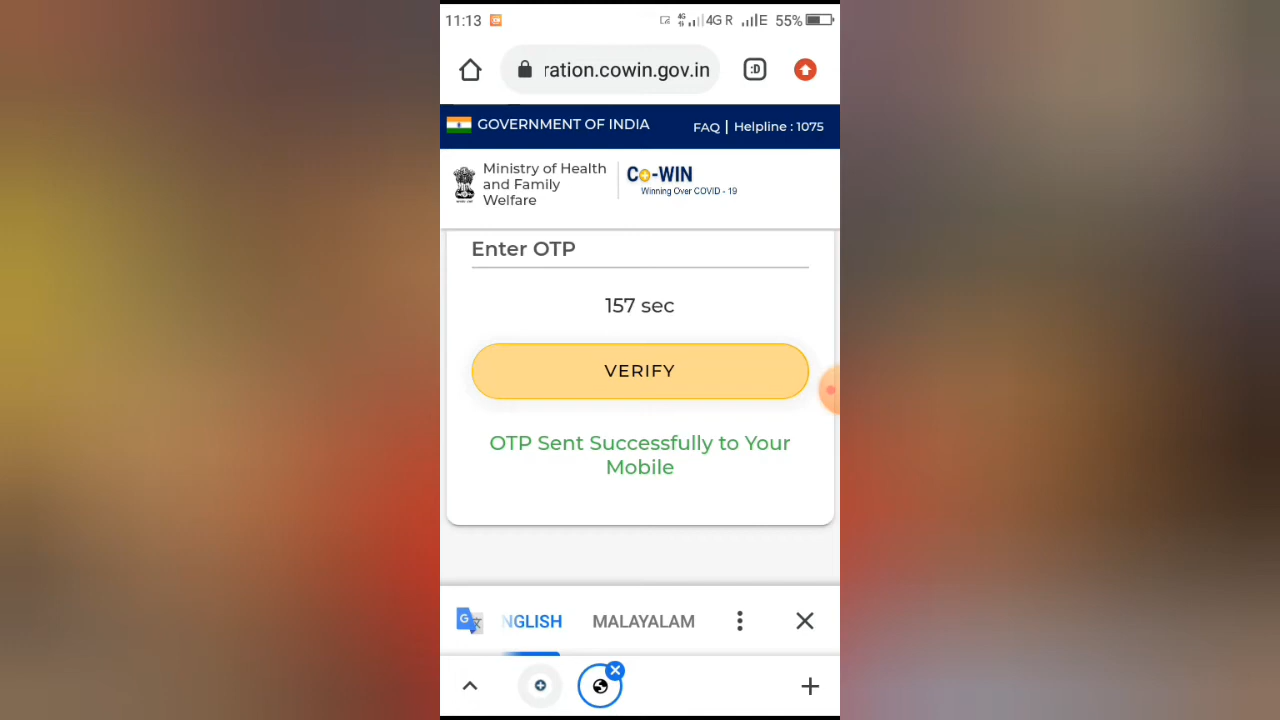 11:13 4G 4G R E 55%
ration.cowin.gov.in :D
GOVERNMENT OF INDIA FAQ | Helpline : 1075
Ministry of Health
and Family
Welfare
Co-WIN
Winning Over COVID - 19
Enter OTP
157 sec
VERIFY
OTP Sent Successfully to Your
Mobile
NGLISH MALAYALAM